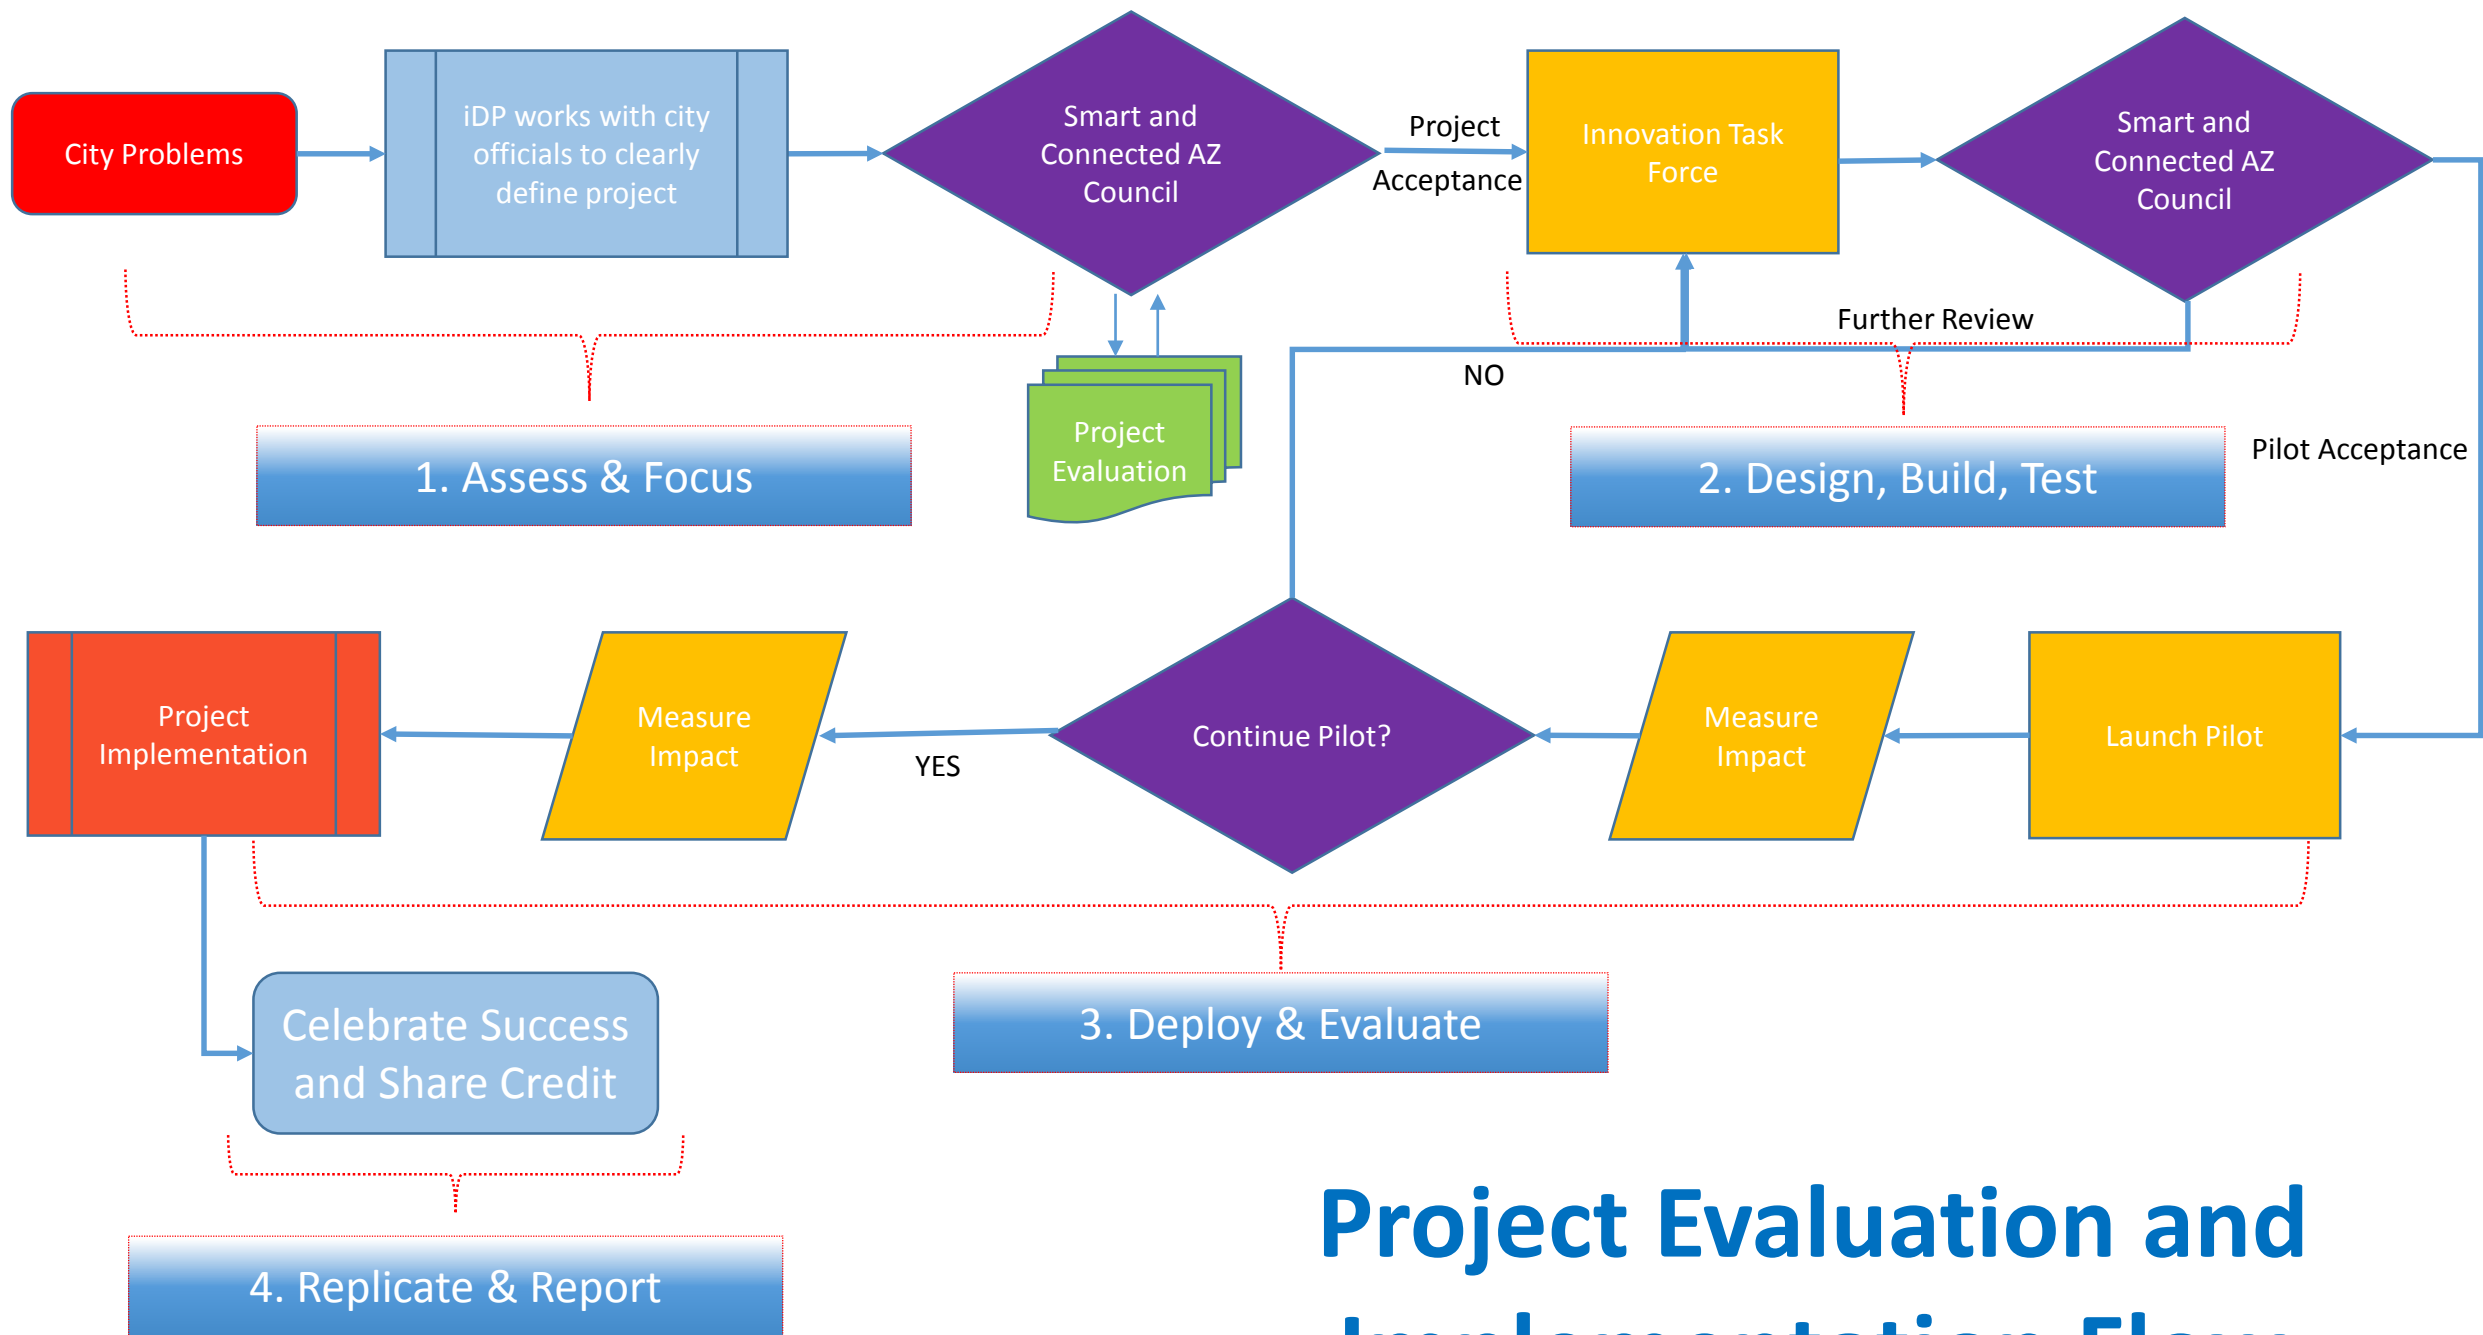 City Problems
iDP works with city
officials to clearly
define project
Smart and
Connected AZ
Council
Project
Acceptance
Innovation Task
Force
Smart and
Connected AZ
Council
Further Review
NO
Project
Evaluation
1. Assess & Focus
2. Design, Build, Test
Pilot Acceptance
Project
Implementation
Measure
Impact
YES
Continue Pilot?
Measure
Impact
Launch Pilot
Celebrate Success
and Share Credit
3. Deploy & Evaluate
4. Replicate & Report
Project Evaluation and
Implementation Flow